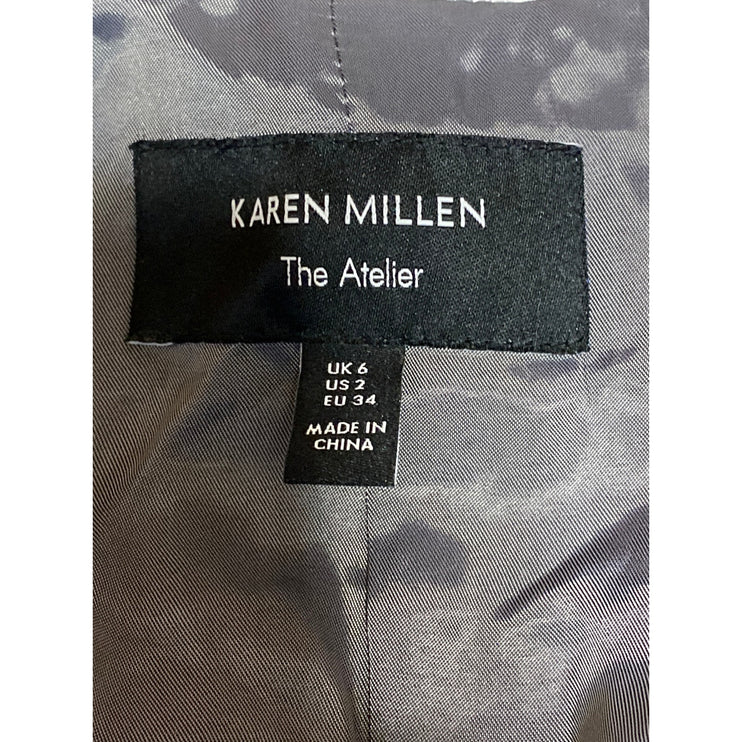 KAREN MILLEN
The Atelier
UK 6
US 2
EU 34
MADE IN
CHINA